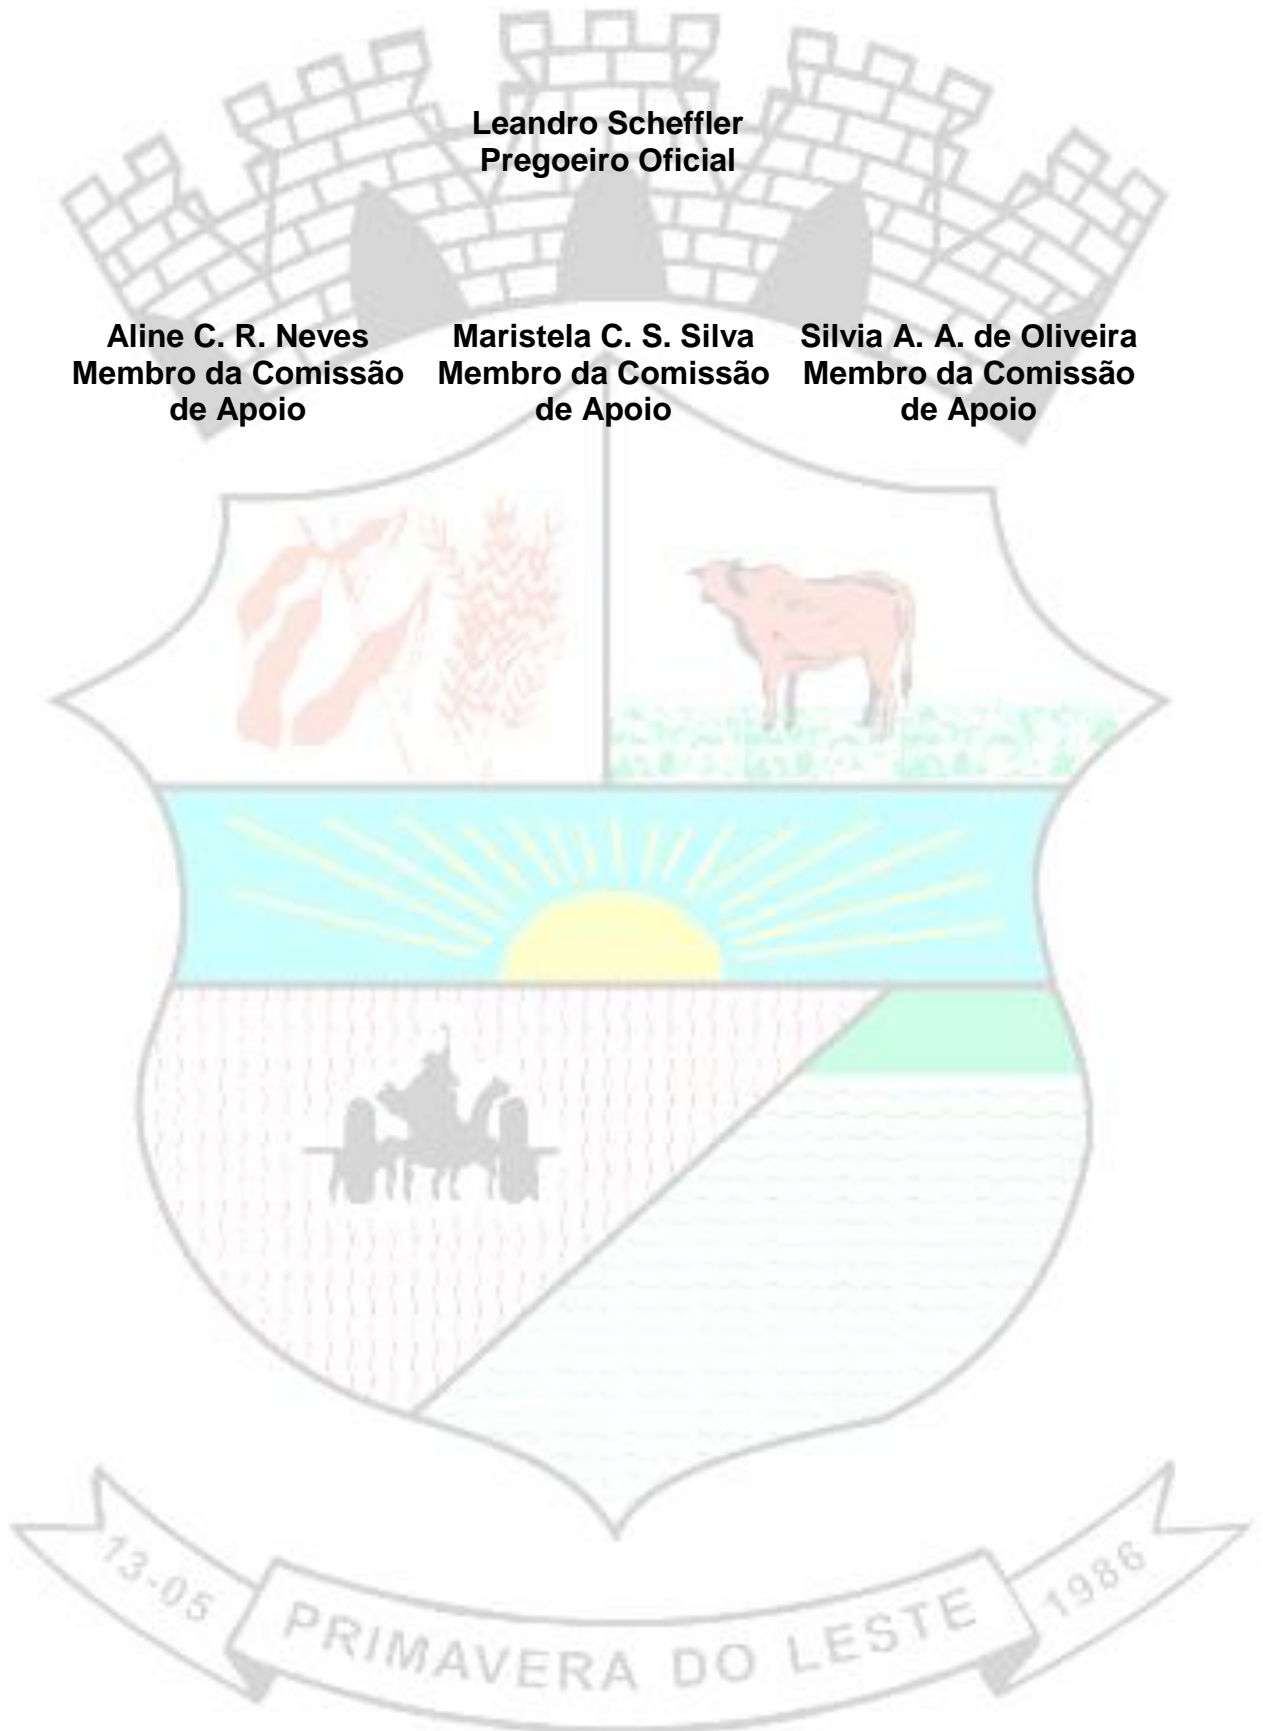 Leandro Scheffler
Pregoeiro Oficial
Aline C. R. Neves
Membro da Comissão
de Apoio
Maristela C. S. Silva
Membro da Comissão
de Apoio
Silvia A. A. de Oliveira
Membro da Comissão
de Apoio
13-05
PRIMAVERA DO LESTE
1986